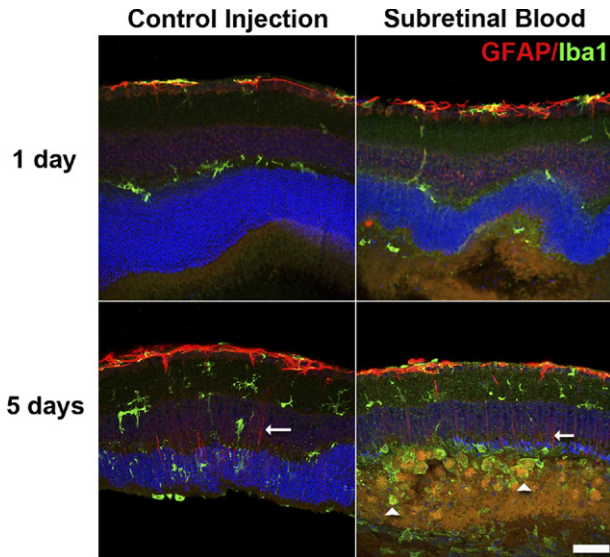 Control Injection
Subretinal Blood
GFAP/Iba1
1 day
5 days